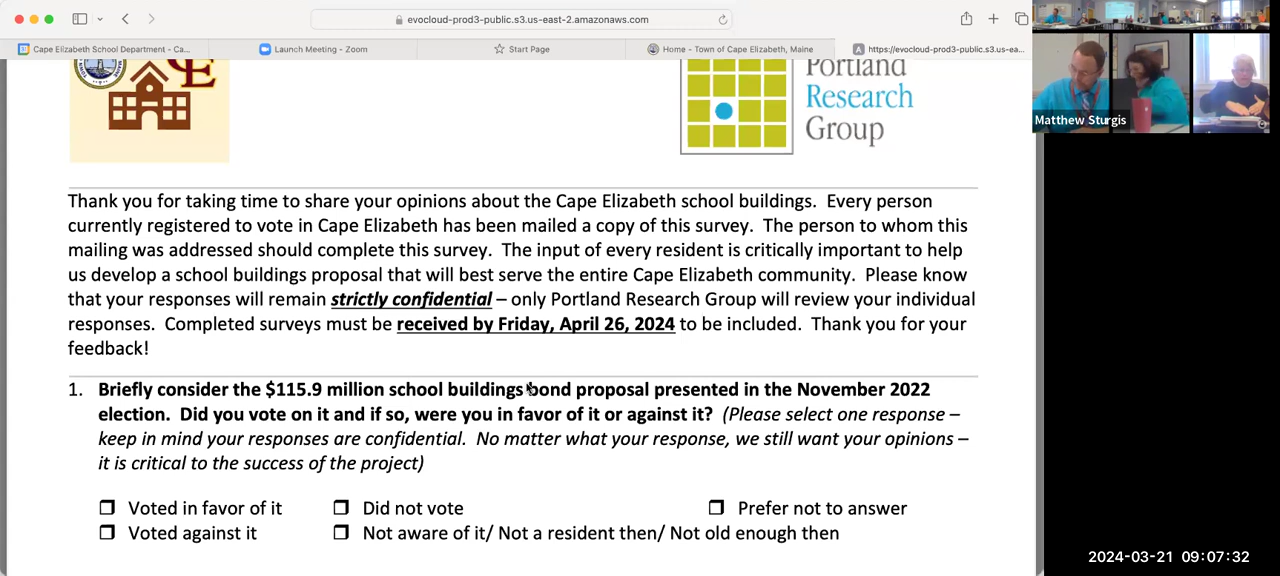 evocloud-prod3-public.s3.us-east-2.amazonaws.com
Cape Elizabeth School Department - Ca...
Launch Meeting - Zoom
Start Page
Home - Town of Cape Elizabeth, Maine
https://evocloud-prod3-public.s3.us-ea...
CE
Portland
Research
Group
Matthew Sturgis
Thank you for taking time to share your opinions about the Cape Elizabeth school buildings. Every person
currently registered to vote in Cape Elizabeth has been mailed a copy of this survey. The person to whom this
mailing was addressed should complete this survey. The input of every resident is critically important to help
us develop a school buildings proposal that will best serve the entire Cape Elizabeth community. Please know
that your responses will remain strictly confidential – only Portland Research Group will review your individual
responses. Completed surveys must be received by Friday, April 26, 2024 to be included. Thank you for your
feedback!
1. Briefly consider the $115.9 million school buildings bond proposal presented in the November 2022
election. Did you vote on it and if so, were you in favor of it or against it? (Please select one response –
keep in mind your responses are confidential. No matter what your response, we still want your opinions –
it is critical to the success of the project)
Voted in favor of it Did not vote Prefer not to answer
Voted against it Not aware of it/ Not a resident then/ Not old enough then
2024-03-21 09:07:32